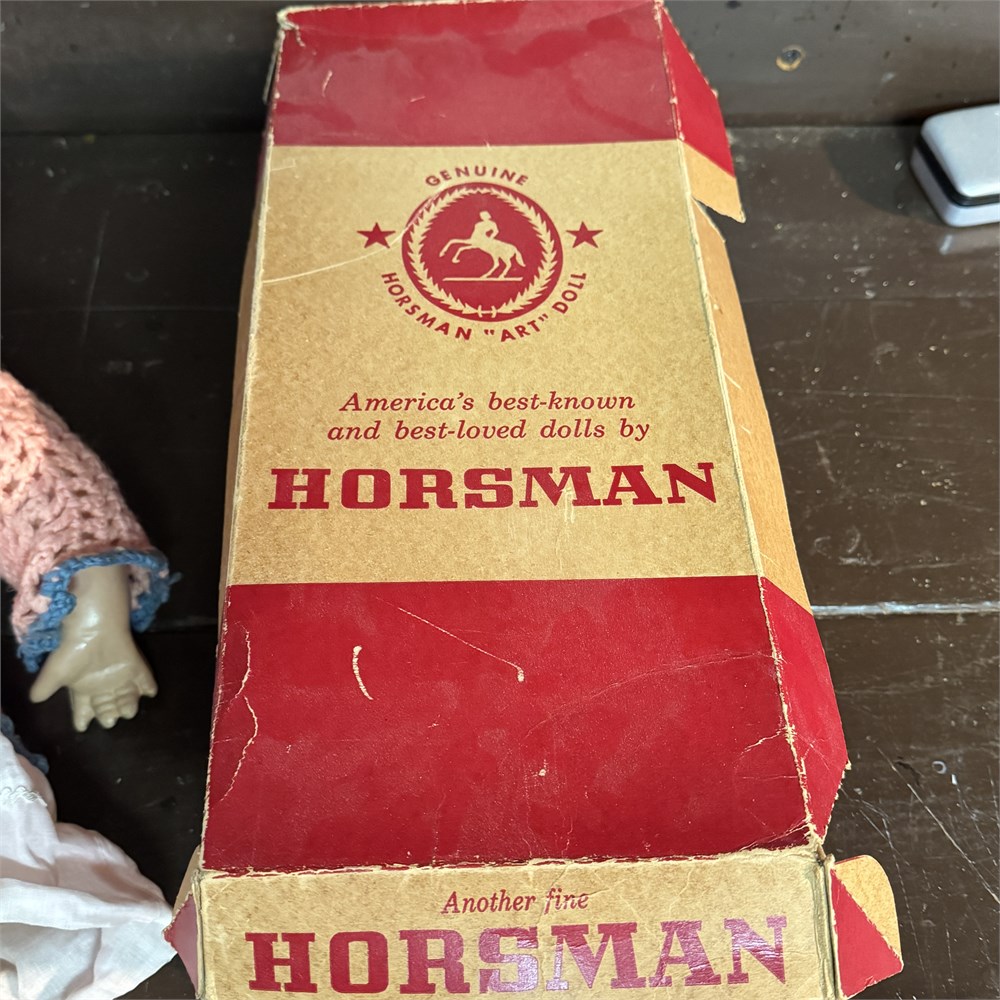 GENUINE
HORSMAN "ART" DOLL
America's best-known
and best-loved dolls by
HORSMAN
Another fine
HORSMAN